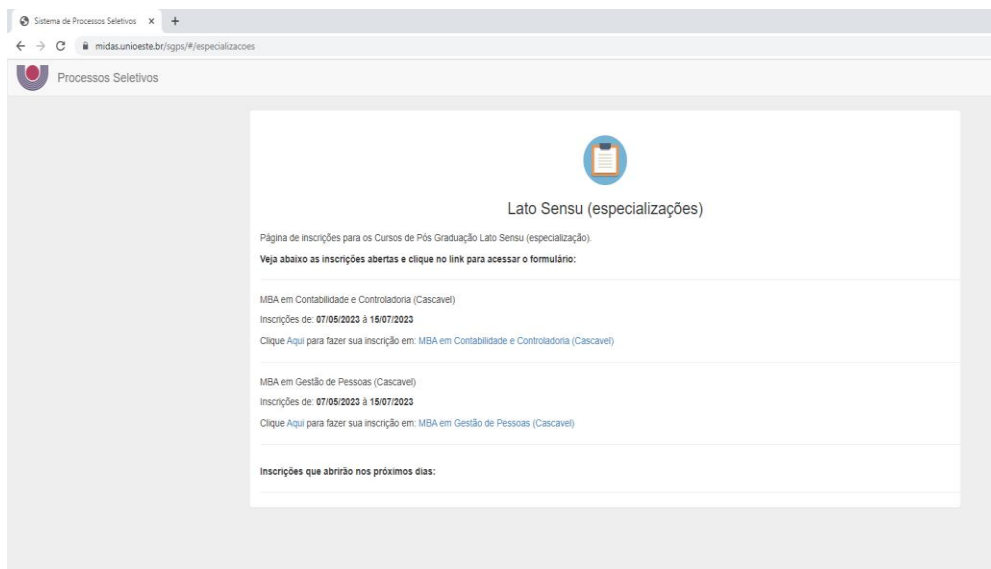 Sistema de Processos Seletivos
midas.unioeste.br/sgps/#/especializacoes
Processos Seletivos
Lato Sensu (especializações)
Página de inscrições para os Cursos de Pós Graduação Lato Sensu (especialização).
Veja abaixo as inscrições abertas e clique no link para acessar o formulário:
MBA em Contabilidade e Controladoria (Cascavel)
Inscrições de: 07/05/2023 à 15/07/2023
Clique Aqui para fazer sua inscrição em: MBA em Contabilidade e Controladoria (Cascavel)
MBA em Gestão de Pessoas (Cascavel)
Inscrições de: 07/05/2023 à 15/07/2023
Clique Aqui para fazer sua inscrição em: MBA em Gestão de Pessoas (Cascavel)
Inscrições que abrirão nos próximos dias: